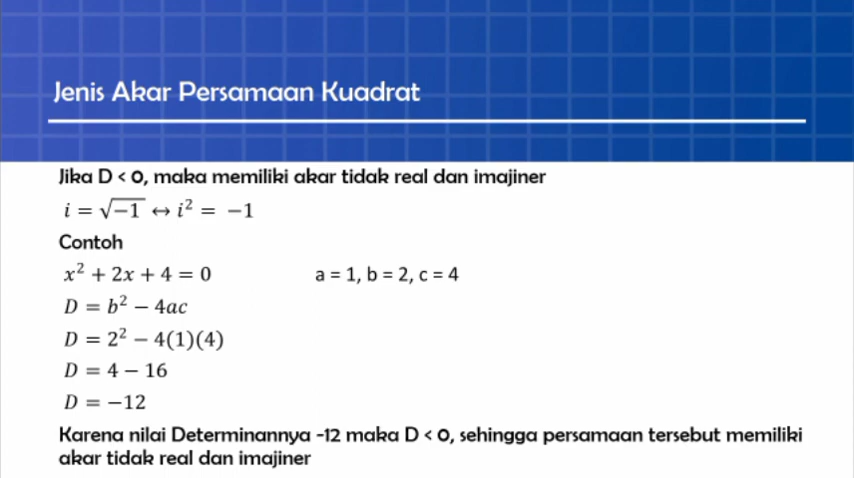 Jenis Akar Persamaan Kuadrat
Jika D < 0, maka memiliki akar tidak real dan imajiner
i = √−1 ↔ i² = −1
Contoh
x² + 2x + 4 = 0 a = 1, b = 2, c = 4
D = b² − 4ac
D = 2² − 4(1)(4)
D = 4 − 16
D = −12
Karena nilai Determinannya -12 maka D < 0, sehingga persamaan tersebut memiliki
akar tidak real dan imajiner